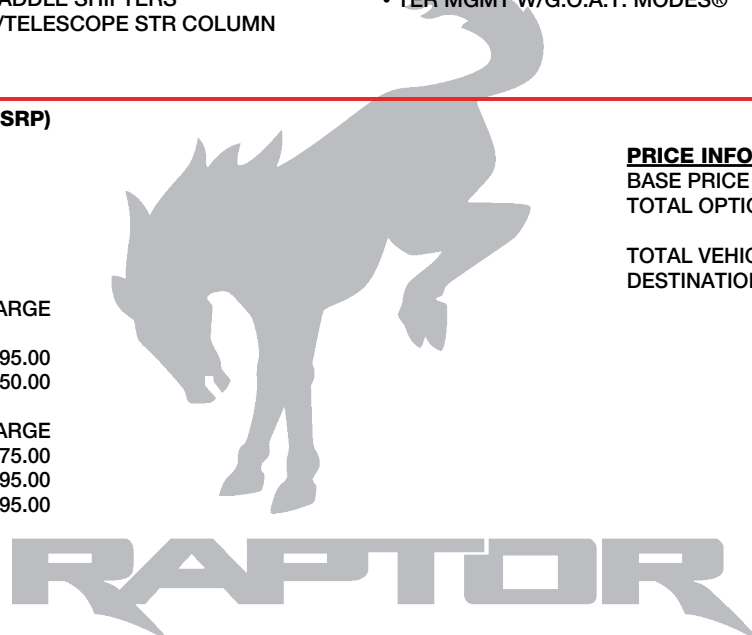 ADDLE SHIFTERS
/TELESCOPE STR COLUMN
• TER MGMT W/G.O.A.T. MODES®
SRP)
ARGE
95.00
50.00
ARGE
75.00
95.00
95.00
PRICE INFO
BASE PRICE
TOTAL OPTIO
TOTAL VEHIC
DESTINATION
RAPTOR